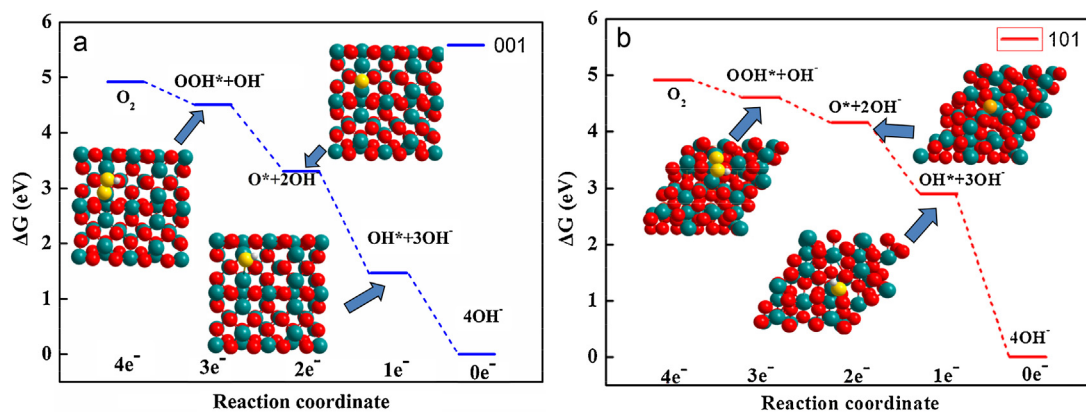 a
001
6
5
4
3
2
1
0
ΔG (eV)
O₂
OOH*+OH⁻
O*+2OH
OH*+3OH⁻
4OH⁻
4e⁻ 3e⁻ 2e⁻ 1e⁻ 0e⁻
Reaction coordinate
b
101
6
5
4
3
2
1
0
ΔG (eV)
O₂
OOH*+OH⁻
O*+2OH⁻
OH*+3OH⁻
4OH⁻
4e⁻ 3e⁻ 2e⁻ 1e⁻ 0e⁻
Reaction coordinate